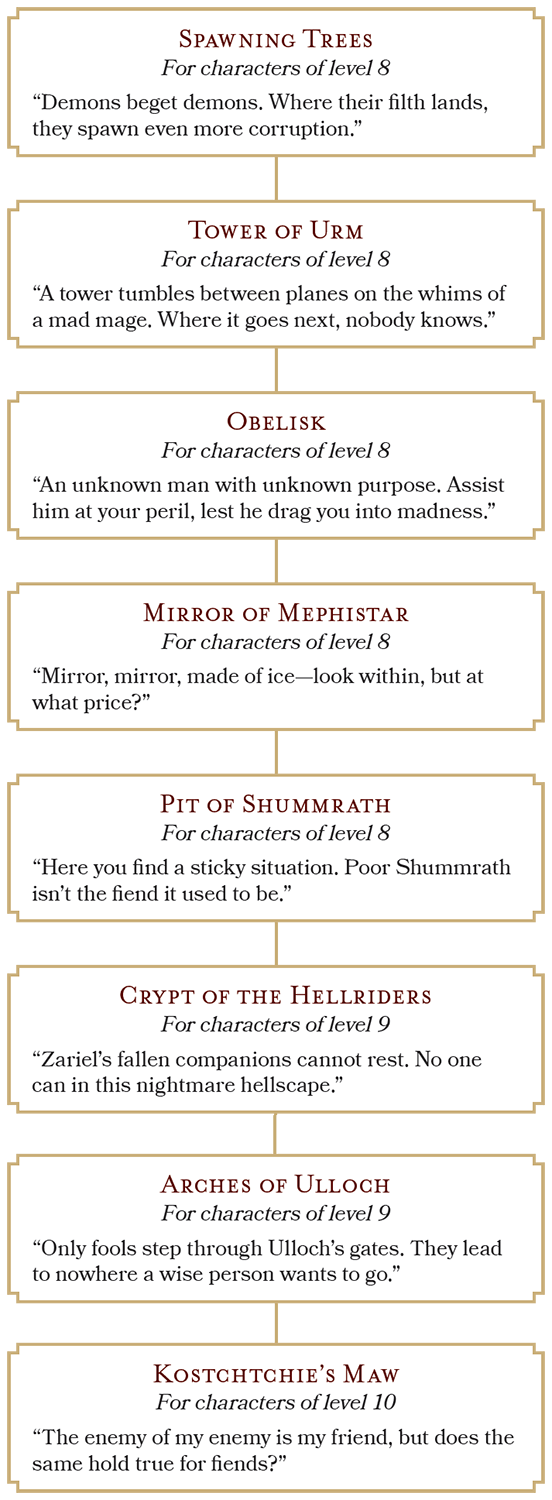 Spawning Trees
For characters of level 8
“Demons beget demons. Where their filth lands,
they spawn even more corruption.”
Tower of Urm
For characters of level 8
“A tower tumbles between planes on the whims of
a mad mage. Where it goes next, nobody knows.”
Obelisk
For characters of level 8
“An unknown man with unknown purpose. Assist
him at your peril, lest he drag you into madness.”
Mirror of Mephistar
For characters of level 8
“Mirror, mirror, made of ice—look within, but at
what price?”
Pit of Shummrath
For characters of level 8
“Here you find a sticky situation. Poor Shummrath
isn’t the fiend it used to be.”
Crypt of the Hellriders
For characters of level 9
“Zariel’s fallen companions cannot rest. No one
can in this nightmare hellscape.”
Arches of Ulloch
For characters of level 9
“Only fools step through Ulloch’s gates. They lead
to nowhere a wise person wants to go.”
Kostchtchie’s Maw
For characters of level 10
“The enemy of my enemy is my friend, but does the
same hold true for fiends?”